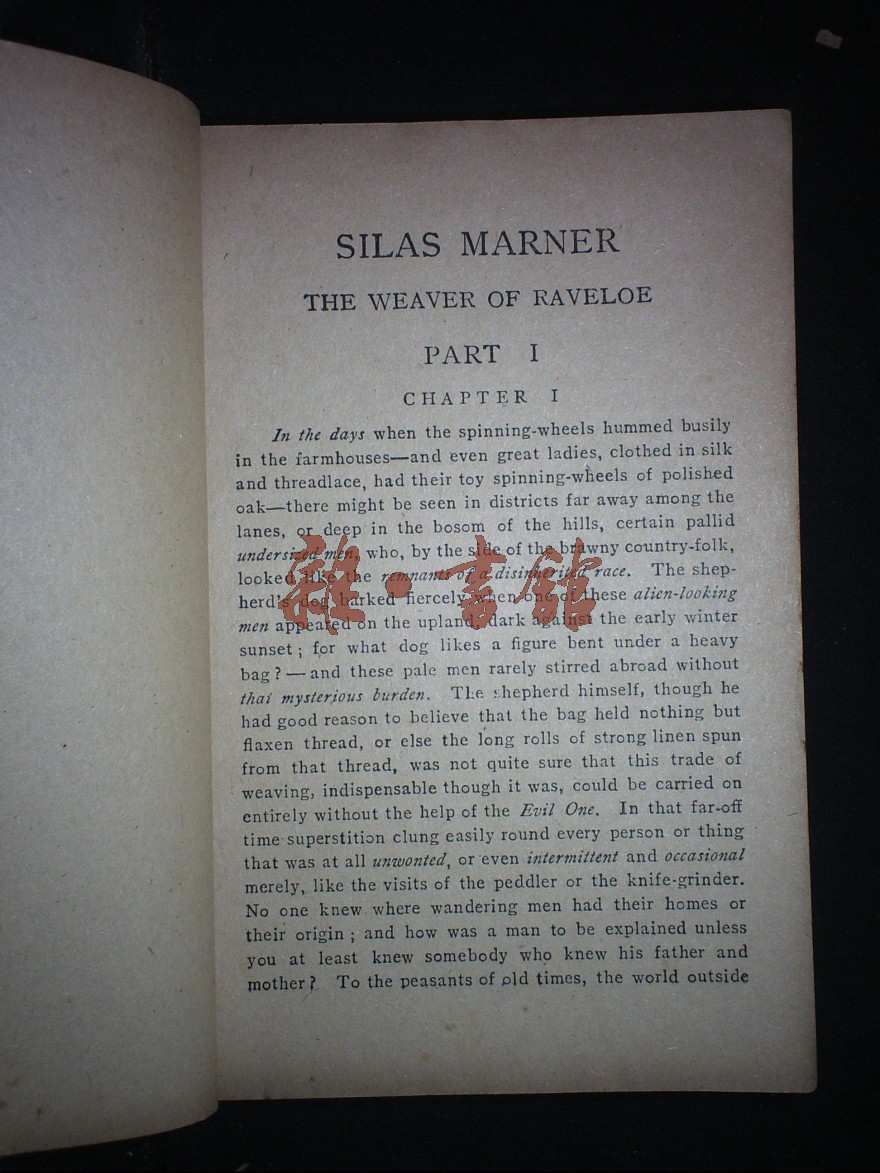 SILAS MARNER
THE WEAVER OF RAVELOE
PART I
CHAPTER I
In the days when the spinning-wheels hummed busily
in the farmhouses—and even great ladies, clothed in silk
and threadlace, had their toy spinning-wheels of polished
oak—there might be seen in districts far away among the
lanes, or deep in the bosom of the hills, certain pallid
undersized men, who, by the side of the brawny country-folk,
looked like the remnants of a disinherited race. The shep-
herd's dog barked fiercely when one of these alien-looking
men appeared on the upland, dark against the early winter
sunset; for what dog likes a figure bent under a heavy
bag?—and these pale men rarely stirred abroad without
that mysterious burden. The shepherd himself, though he
had good reason to believe that the bag held nothing but
flaxen thread, or else the long rolls of strong linen spun
from that thread, was not quite sure that this trade of
weaving, indispensable though it was, could be carried on
entirely without the help of the Evil One. In that far-off
time superstition clung easily round every person or thing
that was at all unwonted, or even intermittent and occasional
merely, like the visits of the peddler or the knife-grinder.
No one knew where wandering men had their homes or
their origin; and how was a man to be explained unless
you at least knew somebody who knew his father and
mother? To the peasants of old times, the world outside
书